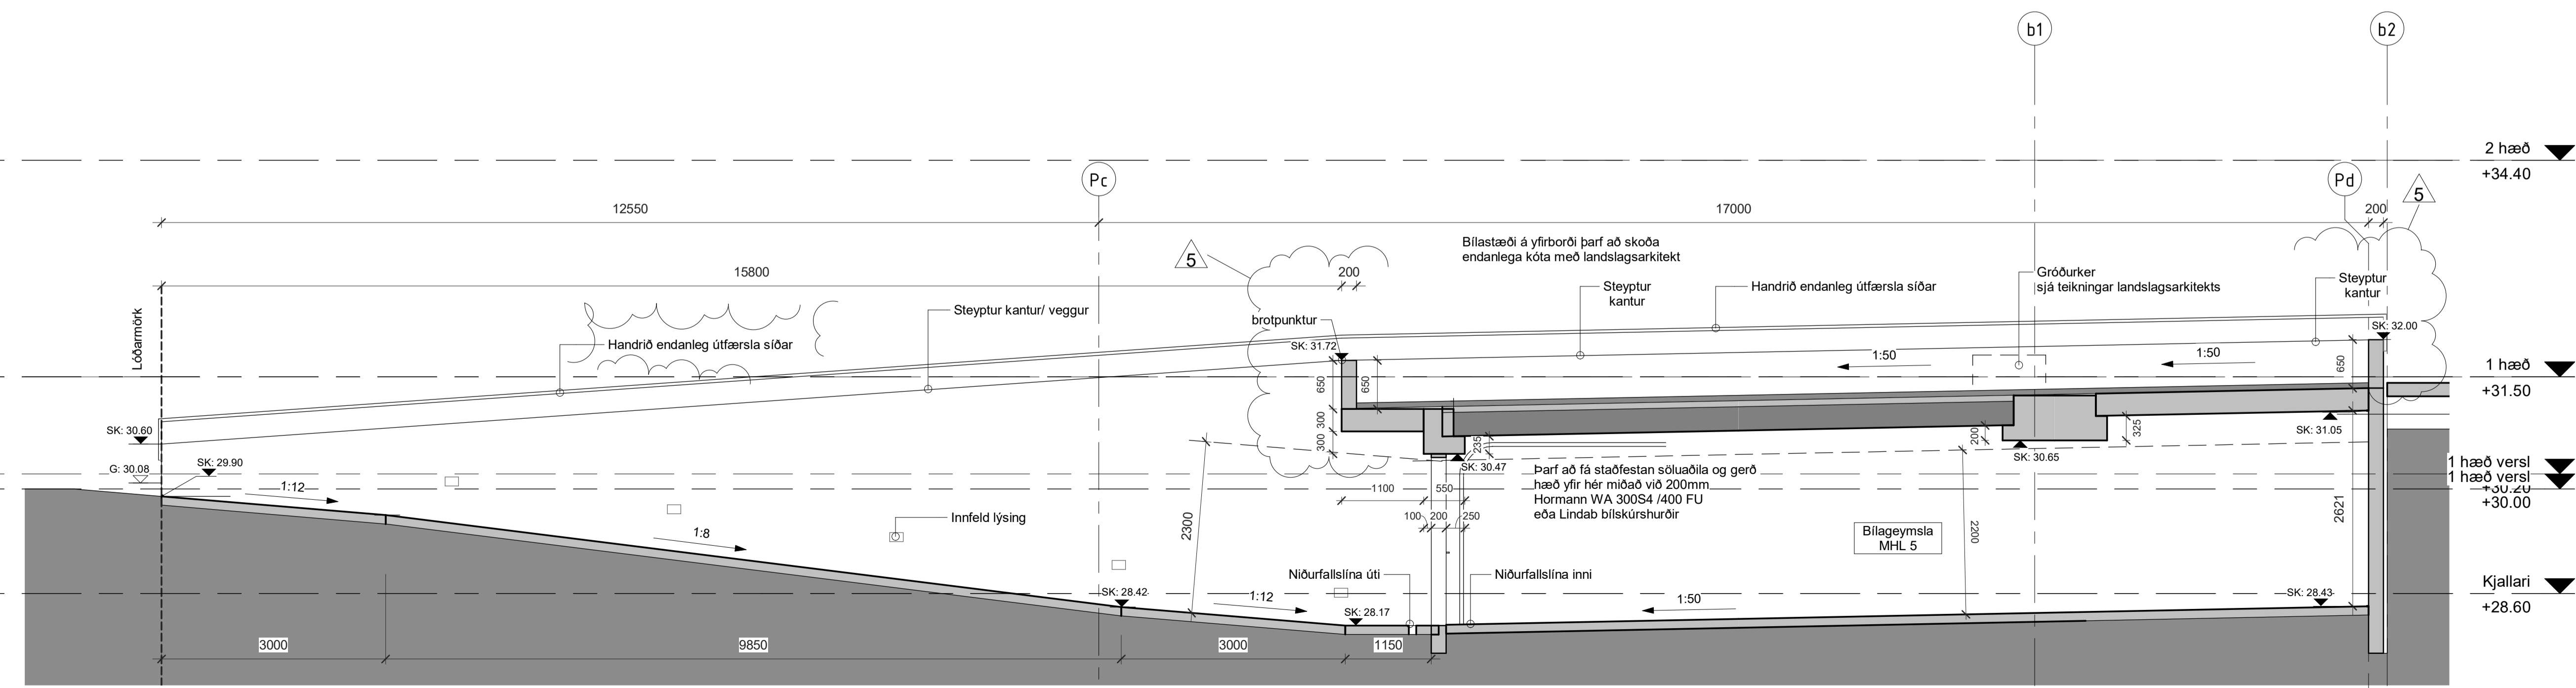 b1
b2
2 hæð
+34.40
Pc
Pd
5
12550
17000
200
Bílastæði á yfirborði þarf að skoða
endanlega kóta með landslagsarkitekt
5
15800
200
Gróðurker
sjá teikningar landslagsarkitekts
Steyptur
kantur
Steyptur
kantur
Handrið endanleg útfærsla síðar
Lóðarmörk
Steyptur kantur/ veggur
brotpunktur
SK: 32.00
Handrið endanleg útfærsla síðar
SK: 31.72
1:50
1:50
650
1 hæð
+31.50
650
650
300
300
SK: 30.60
235
200
325
SK: 31.05
SK: 30.65
G: 30.08
SK: 29.90
SK: 30.47
Þarf að fá staðfestan söluaðila og gerð
hæð yfir hér miðað við 200mm
Hormann WA 300S4 /400 FU
eða Lindab bílskúrshurðir
1 hæð versl
1 hæð versl
+30.20
+30.00
1:12
1100
550
100
200
250
Innfeld lýsing
2300
1:8
Bílageymsla
MHL 5
2200
2621
Niðurfallslína úti
Niðurfallslína inni
Kjallari
+28.60
SK: 28.42
1:12
SK: 28.17
1:50
SK: 28.43
3000
9850
3000
1150